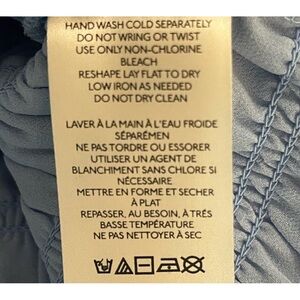 HAND WASH COLD SEPARATELY
DO NOT WRING OR TWIST
USE ONLY NON-CHLORINE
BLEACH
RESHAPE LAY FLAT TO DRY
LOW IRON AS NEEDED
DO NOT DRY CLEAN
LAVER À LA MAIN À L'EAU FROIDE
SÉPARÉMEN
NE PAS TORDRE OU ESSORER
UTILISER UN AGENT DE
BLANCHIMENT SANS CHLORE SI
NÉCESSAIRE
METTRE EN FORME ET SECHER
À PLAT
REPASSER, AU BESOIN, À TRÈS
BASSE TEMPÉRATURE
NE PAS NETTOYER À SEC